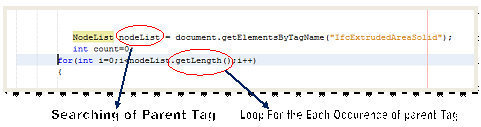 NodeList nodeList = document.getElementsByTagName("IfcExtrudedAreaSolid");
int count=0;
for(int i=0;i<nodeList.getLength();i++)
{
Searching of Parent Tag
Loop For the Each Occurence of parent Tag